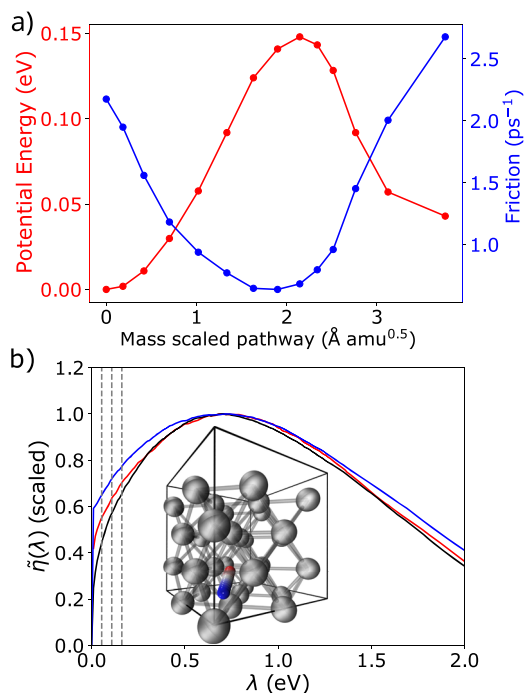 a)
0.15
0.10
0.05
0.00
Potential Energy (eV)
2.5
2.0
1.5
1.0
Friction (ps⁻¹)
0 1 2 3
Mass scaled pathway (Å amu⁰·⁵)
b)
1.2
1.0
0.8
0.6
0.4
0.2
0.0
η̃(λ) (scaled)
0.0 0.5 1.0 1.5 2.0
λ (eV)